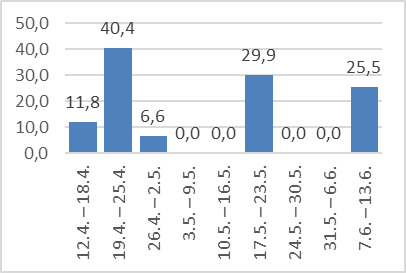 50,0
40,0
30,0
20,0
10,0
0,0
11,8
40,4
6,6
0,0
0,0
29,9
0,0
0,0
25,5
12.4. – 18.4.
19.4. – 25.4.
26.4. – 2.5.
3.5. – 9.5.
10.5. – 16.5.
17.5. – 23.5.
24.5. – 30.5.
31.5. – 6.6.
7.6. – 13.6.